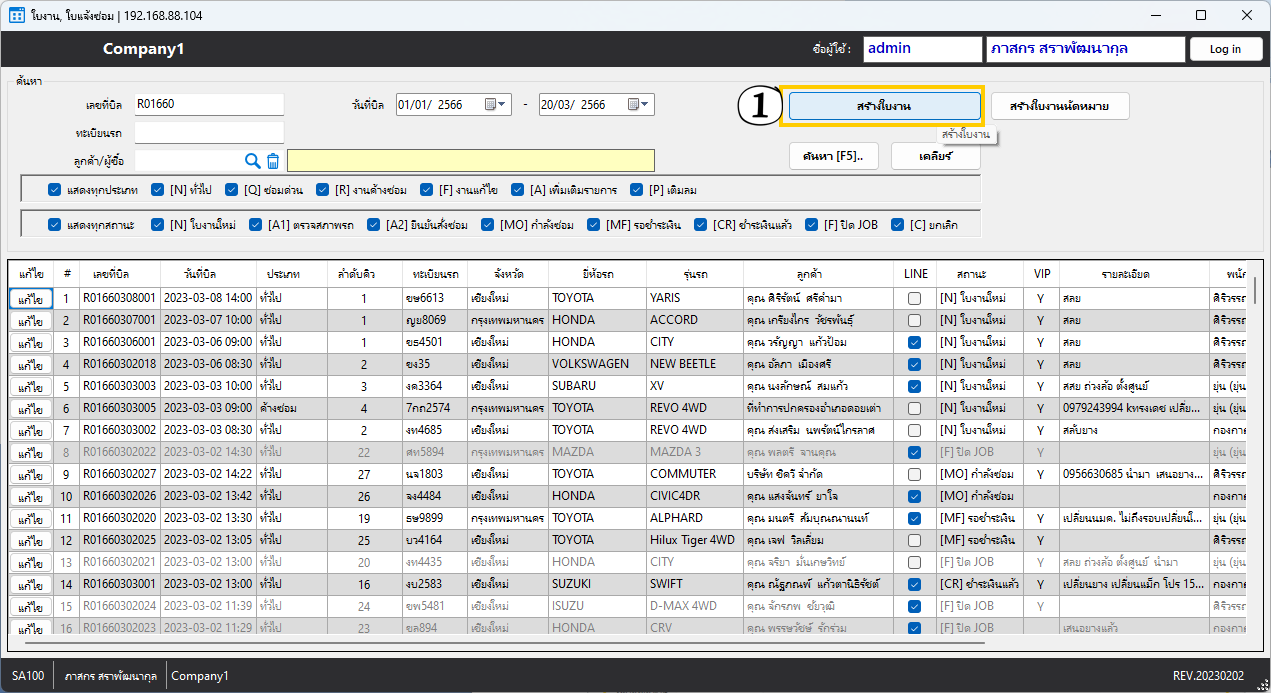 ใบงาน, ใบแจ้งซ่อม | 192.168.88.104
Company1 ชื่อผู้ใช้ : admin ภาสกร สราพัฒนากุล Log in
ค้นหา
เลขที่บิล R01660 วันที่บิล 01/01/ 2566 - 20/03/ 2566 1 สร้างใบงาน สร้างใบงานนัดหมาย
ทะเบียนรถ สร้างใบงาน
ลูกค้า/ผู้ซื้อ ค้นหา [F5].. เคลียร์
แสดงทุกประเภท [N] ทั่วไป [Q] ซ่อมด่วน [R] งานค้างซ่อม [F] งานแก้ไข [A] เพิ่มเติมรายการ [P] เติมลม
แสดงทุกสถานะ [N] ใบงานใหม่ [A1] ตรวจสภาพรถ [A2] ยืนยันสั่งซ่อม [MO] กำลังซ่อม [MF] รอชำระเงิน [CR] ชำระเงินแล้ว [F] ปิด JOB [C] ยกเลิก
แก้ไข # เลขที่บิล วันที่บิล ประเภท ลำดับคิว ทะเบียนรถ จังหวัด ยี่ห้อรถ รุ่นรถ ลูกค้า LINE สถานะ VIP รายละเอียด พนัก
แก้ไข 1 R01660308001 2023-03-08 14:00 ทั่วไป 1 ขษ6613 เชียงใหม่ TOYOTA YARIS คุณ ศิริรัตน์ ศรีดำมา [N] ใบงานใหม่ Y สลย ศิริวรรถ
แก้ไข 2 R01660307001 2023-03-07 10:00 ทั่วไป 1 ญย8069 กรุงเทพมหานคร HONDA ACCORD คุณ เกรียงไกร วัชรพันธุ์ [N] ใบงานใหม่ Y สลย ศิริวรรถ
แก้ไข 3 R01660306001 2023-03-06 09:00 ทั่วไป 1 ขธ4501 เชียงใหม่ HONDA CITY คุณ วรัญญา แก้วป้อม [N] ใบงานใหม่ Y สลย ศิริวรรถ
แก้ไข 4 R01660302018 2023-03-06 08:30 ทั่วไป 2 ขง35 เชียงใหม่ VOLKSWAGEN NEW BEETLE คุณ อัลภา เมืองศรี [N] ใบงานใหม่ Y สลย ศิริวรรถ
แก้ไข 5 R01660303003 2023-03-03 10:00 ทั่วไป 3 งด3364 เชียงใหม่ SUBARU XV คุณ นงลักษณ์ สมแก้ว [N] ใบงานใหม่ Y สสย ถ่วงล้อ ตั้งศูนย์ ยุ่น (ยุ่น
แก้ไข 6 R01660303005 2023-03-03 09:00 ค้างซ่อม 4 7กก2574 กรุงเทพมหานคร TOYOTA REVO 4WD ที่ทำการปกครองอำเภอดอยเต่า [N] ใบงานใหม่ Y 0979243994 kทรงเดช เปลี่ย... ยุ่น (ยุ่น
แก้ไข 7 R01660303002 2023-03-03 08:30 ทั่วไป 2 งท4685 เชียงใหม่ TOYOTA REVO 4WD คุณ ส่งเสริม นพรัตน์ไกรลาศ [N] ใบงานใหม่ Y สลับยาง กองกาศ
แก้ไข 8 R01660302022 2023-03-02 14:30 ทั่วไป 22 ศท5894 กรุงเทพมหานคร MAZDA MAZDA 3 คุณ พลตรี จานคุณ [F] ปิด JOB Y ยุ่น (ยุ่น
แก้ไข 9 R01660302027 2023-03-02 14:22 ทั่วไป 27 นจ1803 เชียงใหม่ TOYOTA COMMUTER บริษัท ชิดวี จำกัด [MO] กำลังซ่อม Y 0956630685 น้ำมา เสนอยาง... ศิริวรรถ
แก้ไข 10 R01660302026 2023-03-02 13:42 ทั่วไป 26 จง4484 เชียงใหม่ HONDA CIVIC4DR คุณ แสงจันทร์ ยาใจ [MO] กำลังซ่อม กองกาศ
แก้ไข 11 R01660302020 2023-03-02 13:30 ทั่วไป 19 ธษ9899 กรุงเทพมหานคร TOYOTA ALPHARD คุณ มนตรี สัมบุณณานนท์ [MF] รอชำระเงิน Y เปลี่ยนนมด. ไม่ถึงรอบเปลี่ยนใ... ยุ่น (ยุ่น
แก้ไข 12 R01660302025 2023-03-02 13:05 ทั่วไป 25 บว4164 เชียงใหม่ TOYOTA Hilux Tiger 4WD คุณ เจฟ วิลเลี่ยม [MF] รอชำระเงิน Y ยุ่น (ยุ่น
แก้ไข 13 R01660302021 2023-03-02 13:00 ทั่วไป 20 งท4435 เชียงใหม่ HONDA CITY คุณ จริยา มั่นเกษวิทย์ [F] ปิด JOB Y สลย ถ่วงล้อ ตั้งศูนย์ น้ำมา ศิริวรรถ
แก้ไข 14 R01660303001 2023-03-02 13:00 ทั่วไป 16 งบ2583 เชียงใหม่ SUZUKI SWIFT คุณ ณัฐภณฑ์ แก้วตานิธิรัชต์ [CR] ชำระเงินแล้ว Y เปลี่ยนยาง เปลี่ยนแม็ก โปร 15... กองกาศ
แก้ไข 15 R01660302024 2023-03-02 11:39 ทั่วไป 24 ขพ5481 เชียงใหม่ ISUZU D-MAX 4WD คุณ จักรภพ ชัยวุฒิ [F] ปิด JOB Y ศิริวรรถ
แก้ไข 16 R01660302023 2023-03-02 11:29 ทั่วไป 23 ขล894 เชียงใหม่ HONDA CRV คุณ พรรษวัชษ์ รักร่วม [F] ปิด JOB เสนอยางแล้ว กองกาศ
SA100 ภาสกร สราพัฒนากุล Company1 REV.20230202